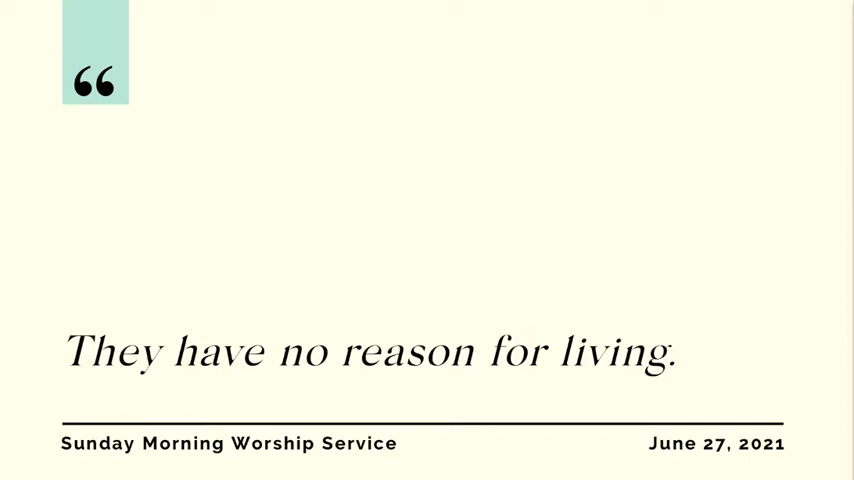 “
They have no reason for living.
Sunday Morning Worship Service
June 27, 2021